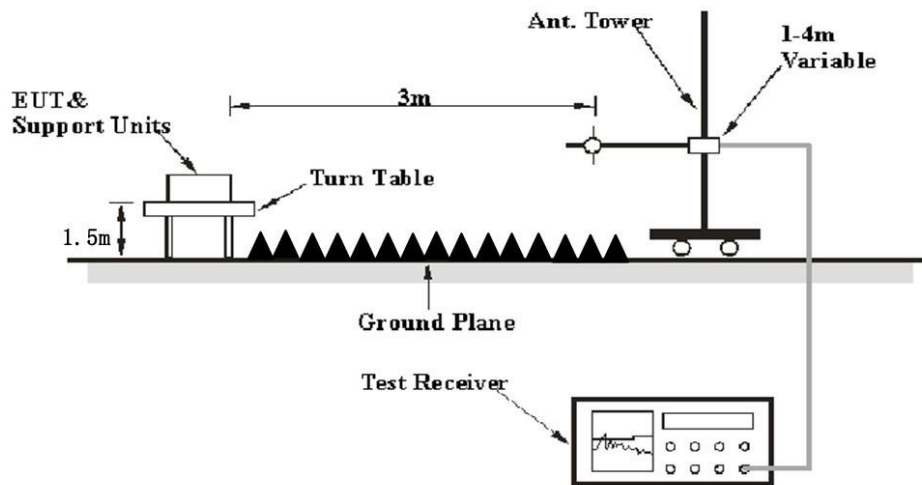 Ant. Tower
1-4m
Variable
3m
EUT&
Support Units
Turn Table
1.5m
Ground Plane
Test Receiver